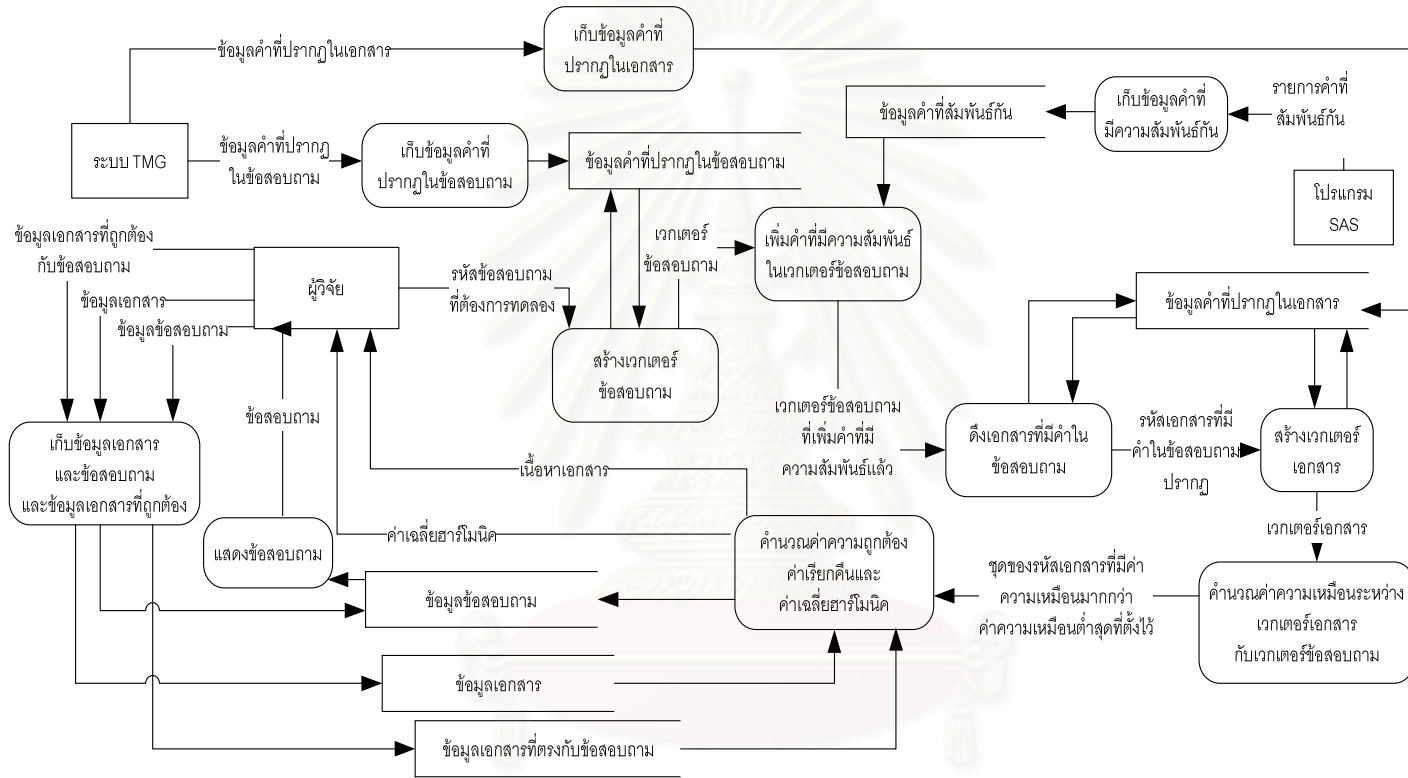 ข้อมูลคำที่ปรากฏในเอกสาร
เก็บข้อมูลคำที่
ปรากฏในเอกสาร
ข้อมูลคำที่สัมพันธ์กัน
เก็บข้อมูลคำที่
มีความสัมพันธ์กัน
รายการคำที่
สัมพันธ์กัน
ระบบ TMG
ข้อมูลคำที่ปรากฏ
ในข้อสอบถาม
เก็บข้อมูลคำที่
ปรากฏในข้อสอบถาม
ข้อมูลคำที่ปรากฏในข้อสอบถาม
โปรแกรม
SAS
ข้อมูลเอกสารที่ถูกต้อง
กับข้อสอบถาม
ข้อมูลเอกสาร
ข้อมูลข้อสอบถาม
ผู้วิจัย
รหัสข้อสอบถาม
ที่ต้องการทดลอง
เวกเตอร์
ข้อสอบถาม
เพิ่มคำที่มีความสัมพันธ์
ในเวกเตอร์ข้อสอบถาม
ข้อมูลคำที่ปรากฏในเอกสาร
สร้างเวกเตอร์
ข้อสอบถาม
ข้อสอบถาม
เวกเตอร์ข้อสอบถาม
ที่เพิ่มคำที่มี
ความสัมพันธ์แล้ว
ดึงเอกสารที่มีคำใน
ข้อสอบถาม
รหัสเอกสารที่มี
คำในข้อสอบถาม
ปรากฏ
สร้างเวกเตอร์
เอกสาร
เก็บข้อมูลเอกสาร
และข้อสอบถาม
และข้อมูลเอกสารที่ถูกต้อง
เนื้อหาเอกสาร
ค่าเฉลี่ยฮาร์โมนิค
แสดงข้อสอบถาม
คำนวณค่าความถูกต้อง
ค่าเรียกคืนและ
ค่าเฉลี่ยฮาร์โมนิค
เวกเตอร์เอกสาร
ชุดของรหัสเอกสารที่มีค่า
ความเหมือนมากกว่า
ค่าความเหมือนต่ำสุดที่ตั้งไว้
คำนวณค่าความเหมือนระหว่าง
เวกเตอร์เอกสาร
กับเวกเตอร์ข้อสอบถาม
ข้อมูลข้อสอบถาม
ข้อมูลเอกสาร
ข้อมูลเอกสารที่ตรงกับข้อสอบถาม